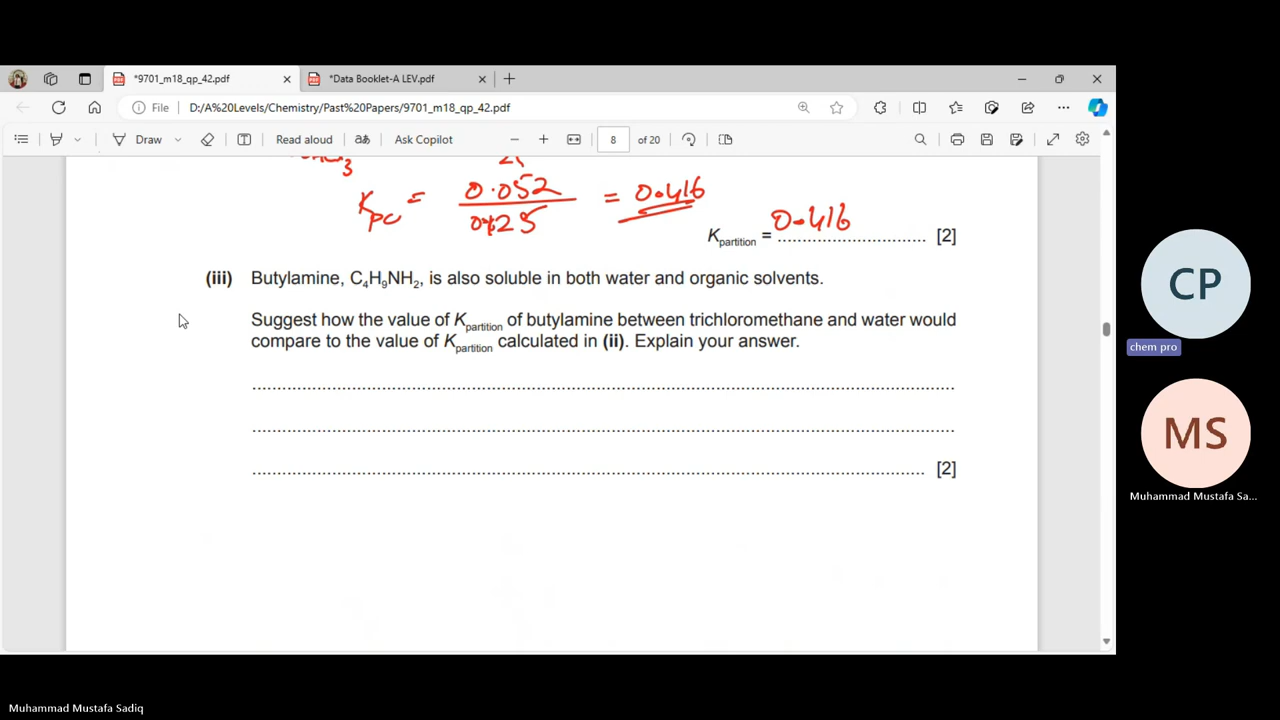 *9701_m18_qp_42.pdf
*Data Booklet-A LEV.pdf
File D:/A%20Levels/Chemistry/Past%20Papers/9701_m18_qp_42.pdf
Draw Read aloud Ask Copilot 8 of 20
3
Kpc = 0.052 = 0.416
0.125
0.416
Kpartition = .............................. [2]
(iii) Butylamine, C4H9NH2, is also soluble in both water and organic solvents.
Suggest how the value of Kpartition of butylamine between trichloromethane and water would
compare to the value of Kpartition calculated in (ii). Explain your answer.
[2]
CP
chem pro
MS
Muhammad Mustafa Sa...
Muhammad Mustafa Sadiq